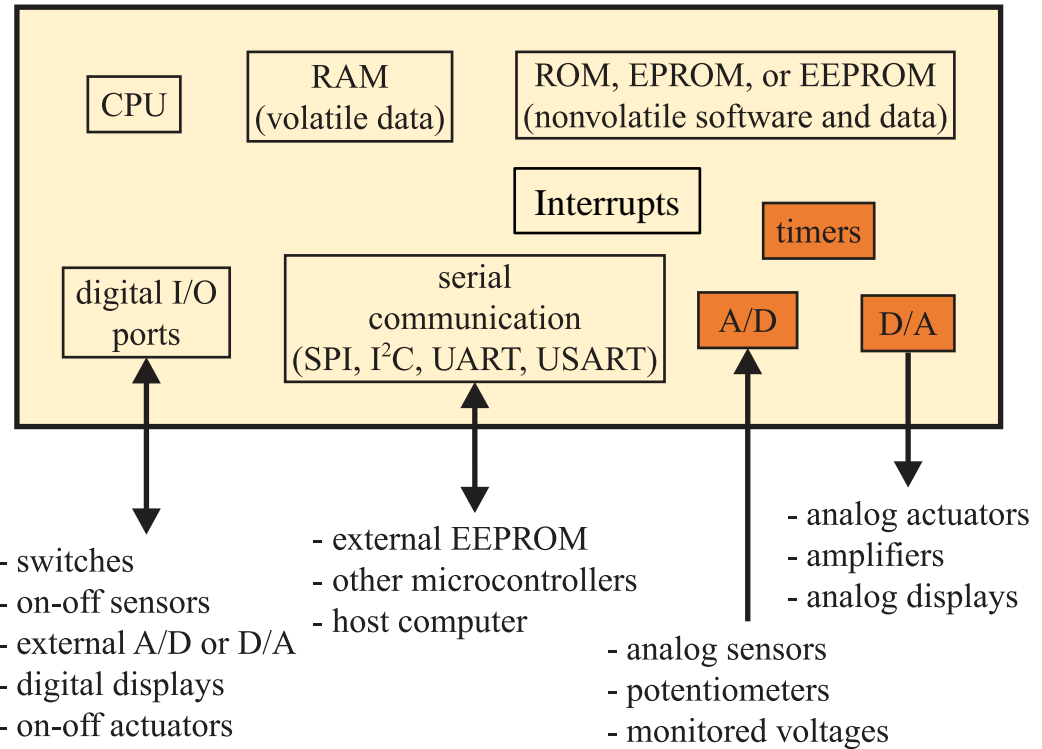 CPU
RAM
(volatile data)
ROM, EPROM, or EEPROM
(nonvolatile software and data)
Interrupts
timers
digital I/O
ports
serial
communication
(SPI, I²C, UART, USART)
A/D
D/A
- switches
- on-off sensors
- external A/D or D/A
- digital displays
- on-off actuators
- external EEPROM
- other microcontrollers
- host computer
- analog sensors
- potentiometers
- monitored voltages
- analog actuators
- amplifiers
- analog displays